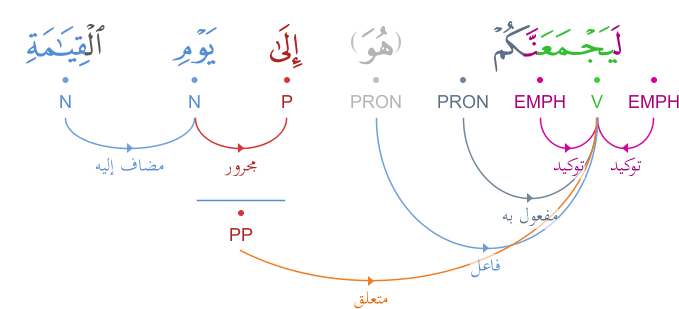 لَيَجْمَعَنَّكُمْ (هُوَ) إِلَىٰ يَوْمِ ٱلْقِيَٰمَةِ
EMPH V EMPH PRON PRON P N N
توكيد توكيد مجرور مضاف إليه
مفعول به
PP
فاعل
متعلق